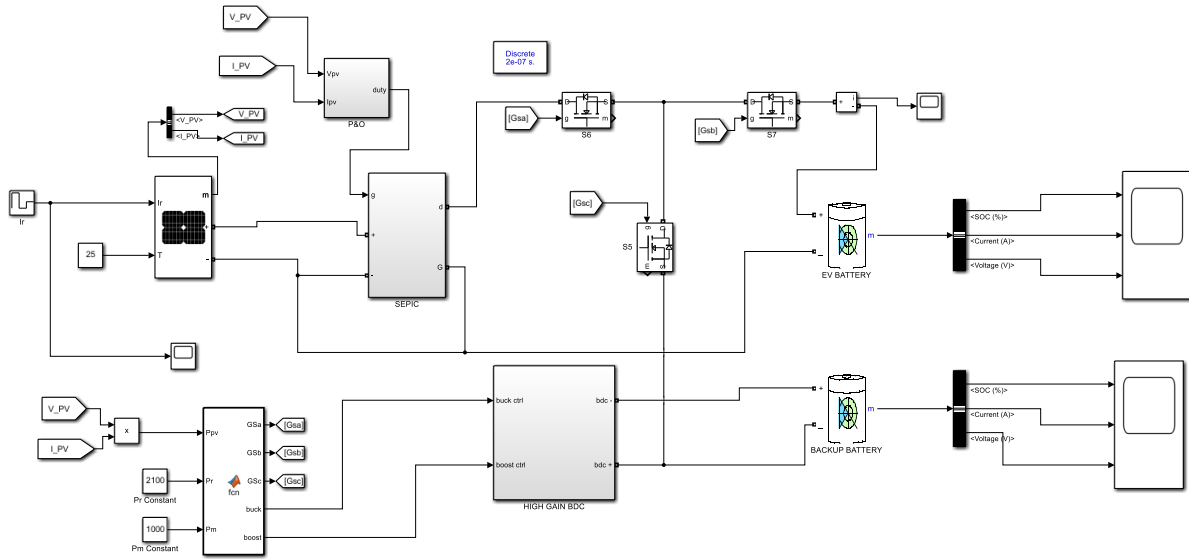 V_PV
I_PV
Vpv
Ipv
duty
P&O
Discrete
2e-07 s.
<V_PV>
<I_PV>
V_PV
I_PV
[Gsa]
D
S
g
m
S6
[Gsb]
D
S
g
m
S7
+
i
-
Ir
25
Ir
T
m
+
-
g
+
-
d
G
SEPIC
[Gsc]
g
D
m
S
S5
+
_
m
EV BATTERY
<SOC (%)>
<Current (A)>
<Voltage (V)>
V_PV
I_PV
x
2100
Pr Constant
1000
Pm Constant
Ppv
Pr
Pm
fcn
GSa
GSb
GSc
buck
boost
[Gsa]
[Gsb]
[Gsc]
buck ctrl
boost ctrl
bdc -
bdc +
HIGH GAIN BDC
+
_
m
BACKUP BATTERY
<SOC (%)>
<Current (A)>
<Voltage (V)>